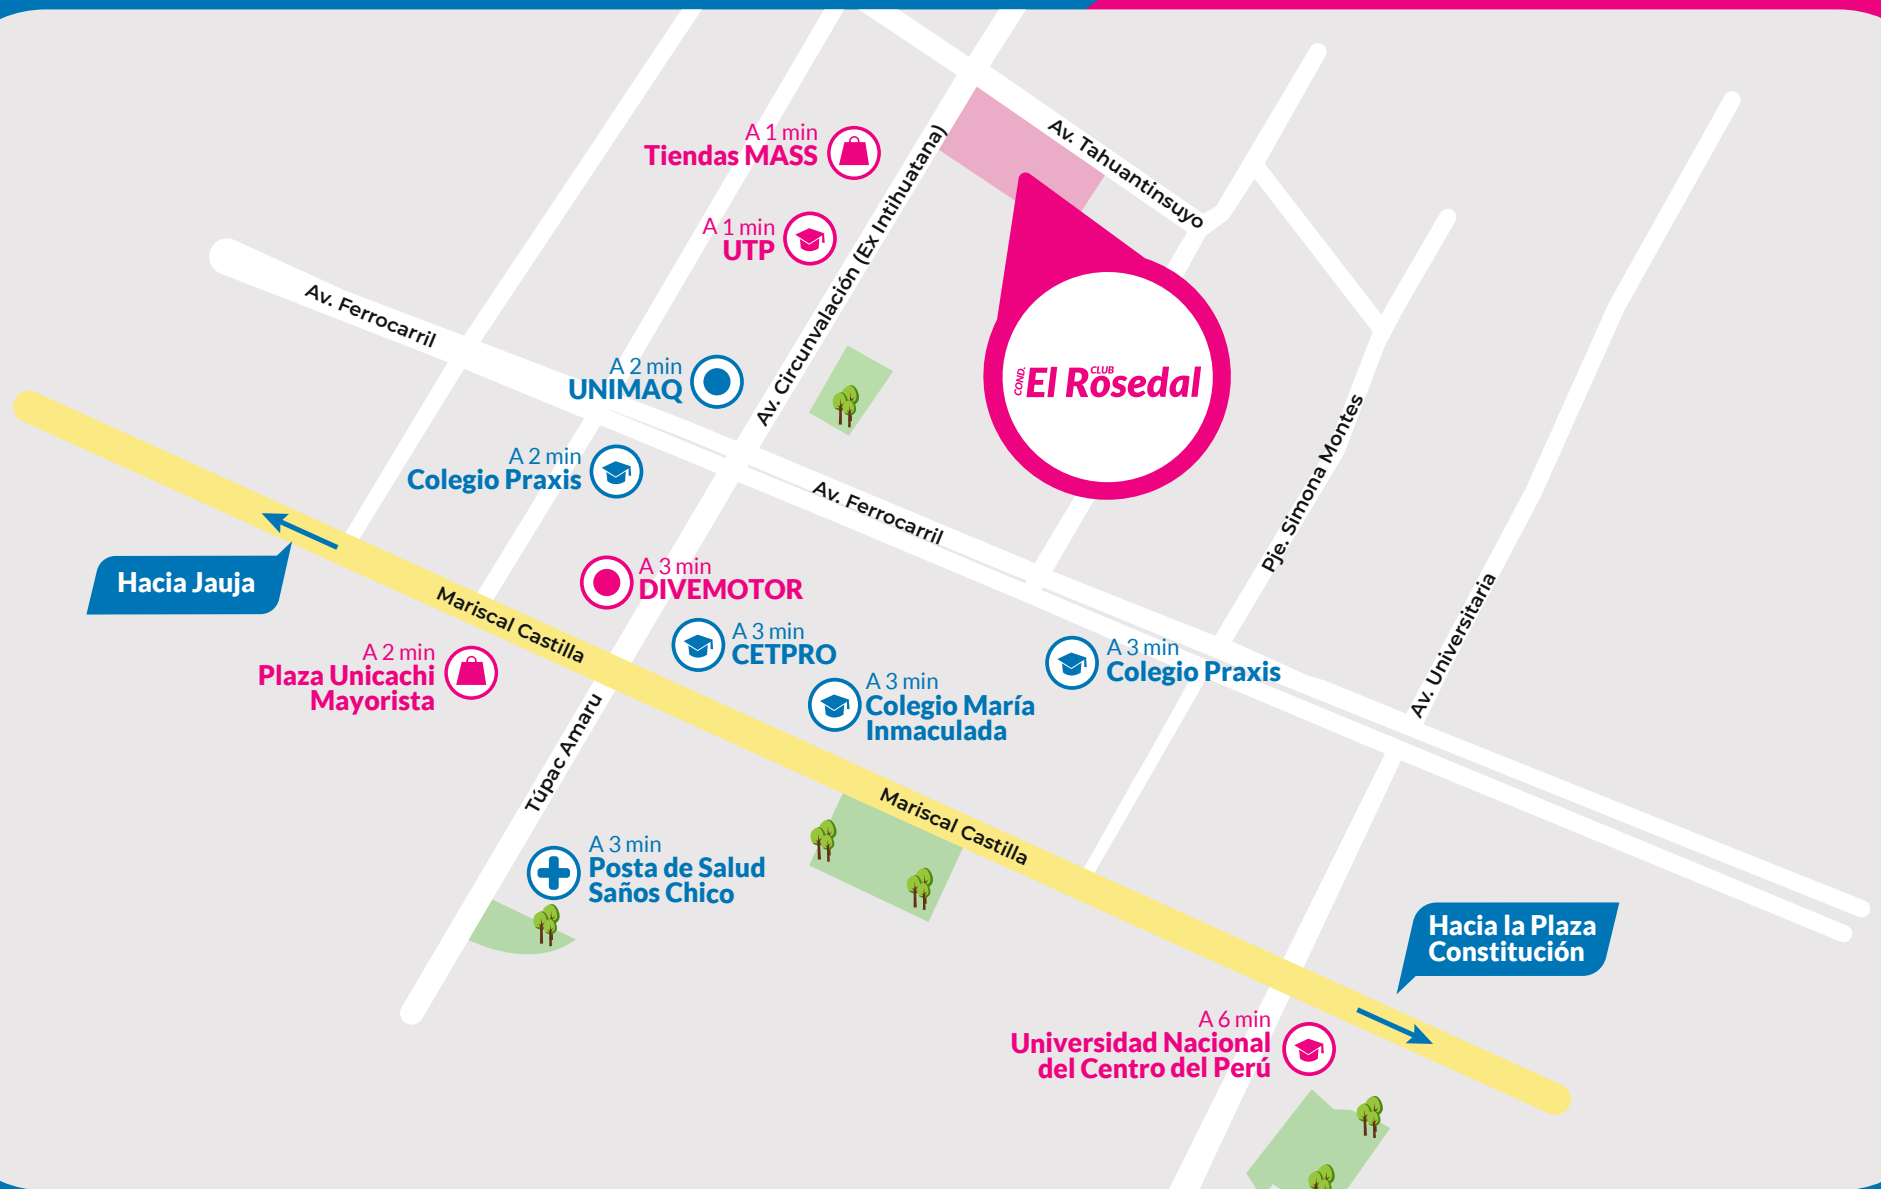 A 1 min
Tiendas MASS
Av. Tahuantinsuyo
A 1 min
UTP
Av. Circunvalación (Ex Intihuatana)
Av. Ferrocarril
A 2 min
UNIMAQ
COND.
CLUB
El Rosedal
A 2 min
Colegio Praxis
Av. Ferrocarril
Pje. Simona Montes
Hacia Jauja
A 3 min
DIVEMOTOR
Mariscal Castilla
A 3 min
CETPRO
A 3 min
Colegio Praxis
Av. Universitaria
A 2 min
Plaza Unicachi
Mayorista
A 3 min
Colegio María
Inmaculada
Túpac Amaru
Mariscal Castilla
A 3 min
Posta de Salud
Saños Chico
Hacia la Plaza
Constitución
A 6 min
Universidad Nacional
del Centro del Perú